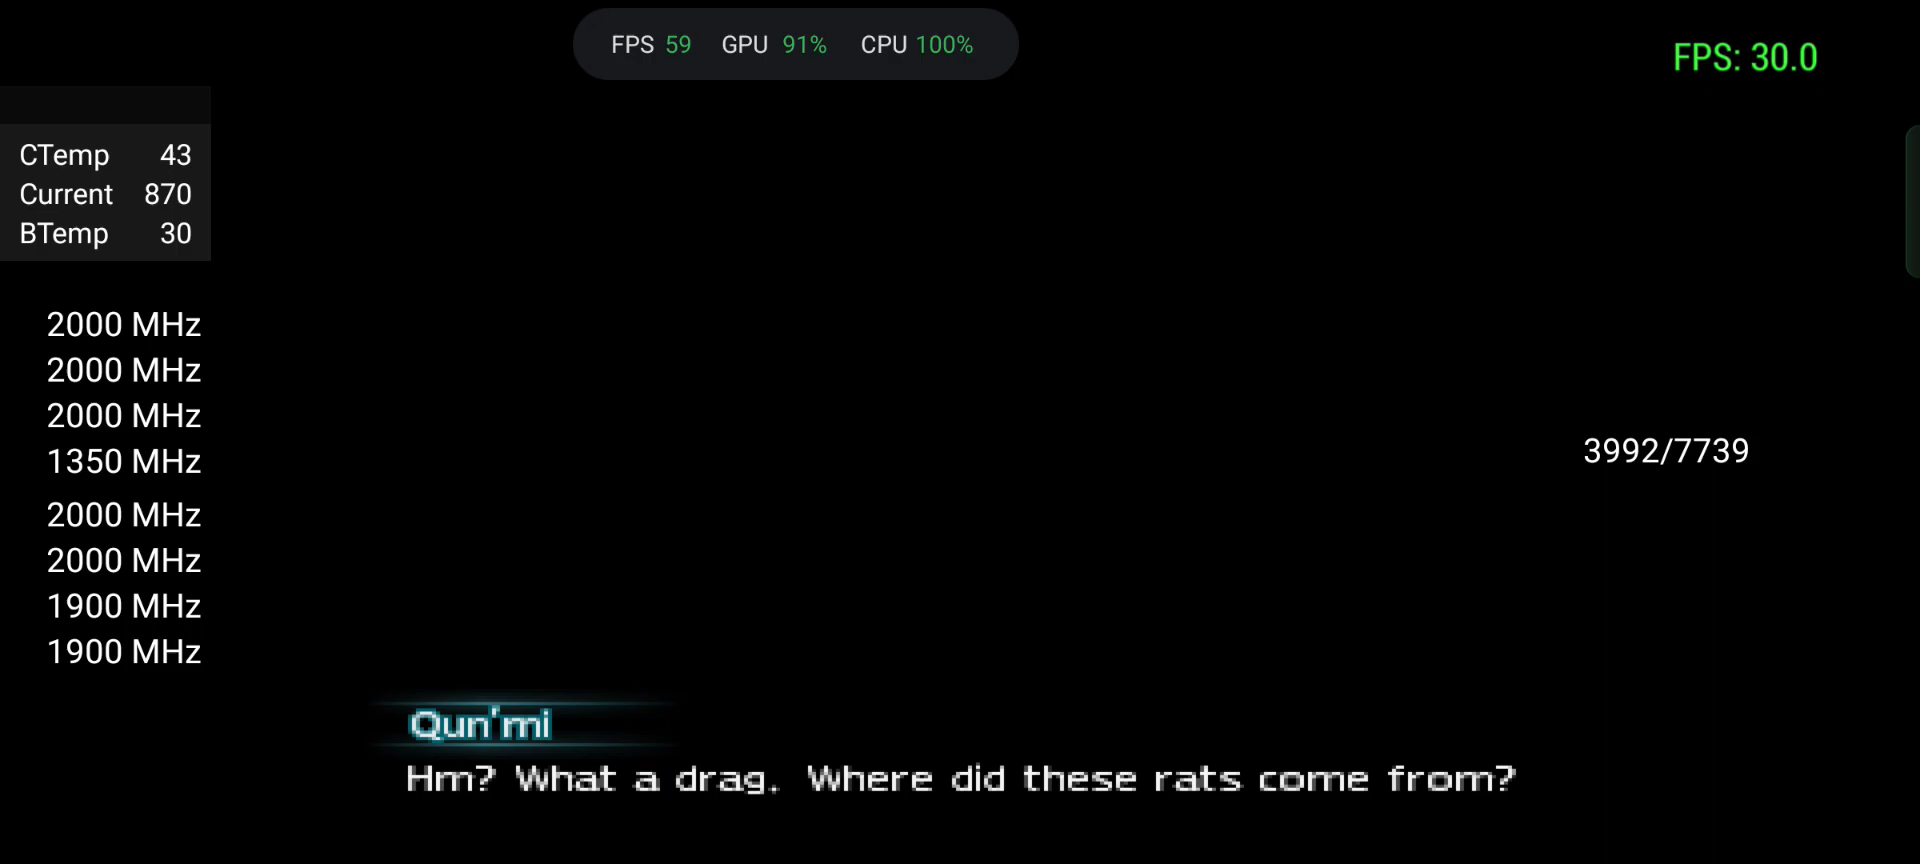 FPS 59 GPU 91% CPU 100%
FPS: 30.0
CTemp 43
Current 870
BTemp 30
2000 MHz
2000 MHz
2000 MHz
1350 MHz
3992/7739
2000 MHz
2000 MHz
1900 MHz
1900 MHz
Qun'mi
Hm? What a drag. Where did these rats come from?